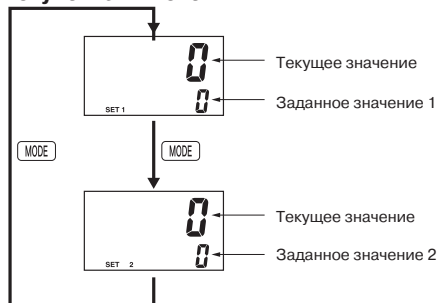 0
Текущее значение
0
Заданное значение 1
SET 1
MODE
MODE
0
Текущее значение
0
Заданное значение 2
SET 2